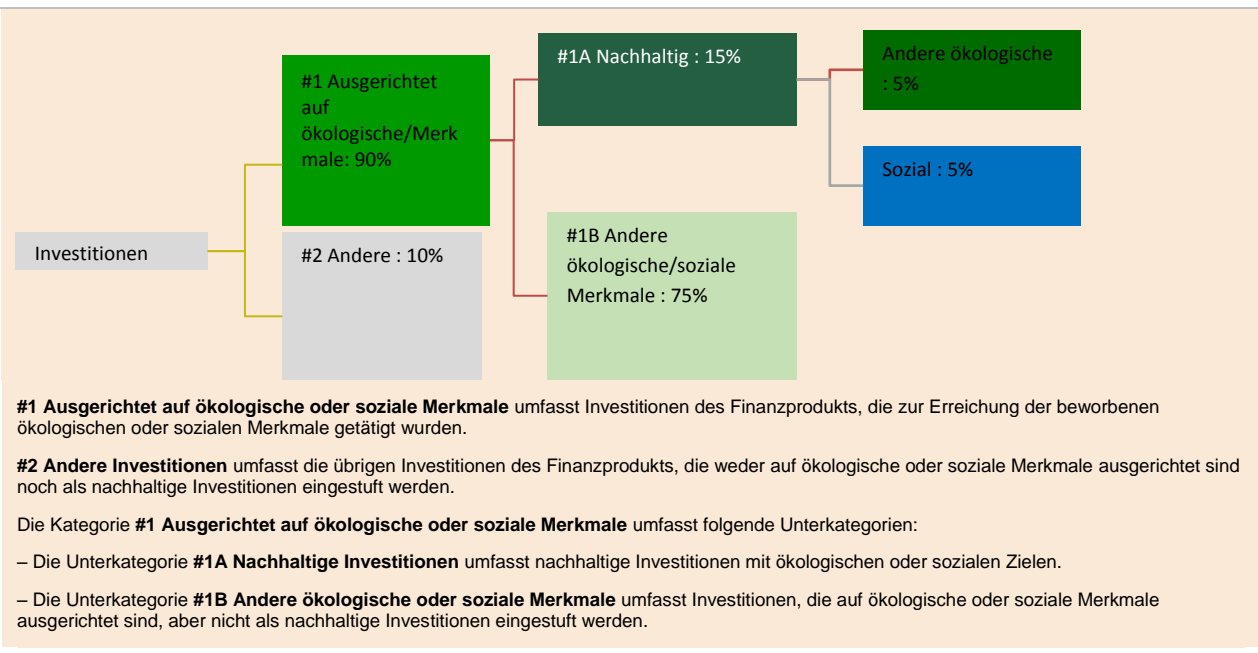 Investitionen
#1 Ausgerichtet
auf
ökologische/Merk
male: 90%
#2 Andere : 10%
#1A Nachhaltig : 15%
#1B Andere
ökologische/soziale
Merkmale : 75%
Andere ökologische
: 5%
Sozial : 5%
#1 Ausgerichtet auf ökologische oder soziale Merkmale umfasst Investitionen des Finanzprodukts, die zur Erreichung der beworbenen
ökologischen oder sozialen Merkmale getätigt wurden.
#2 Andere Investitionen umfasst die übrigen Investitionen des Finanzprodukts, die weder auf ökologische oder soziale Merkmale ausgerichtet sind
noch als nachhaltige Investitionen eingestuft werden.
Die Kategorie #1 Ausgerichtet auf ökologische oder soziale Merkmale umfasst folgende Unterkategorien:
– Die Unterkategorie #1A Nachhaltige Investitionen umfasst nachhaltige Investitionen mit ökologischen oder sozialen Zielen.
– Die Unterkategorie #1B Andere ökologische oder soziale Merkmale umfasst Investitionen, die auf ökologische oder soziale Merkmale
ausgerichtet sind, aber nicht als nachhaltige Investitionen eingestuft werden.